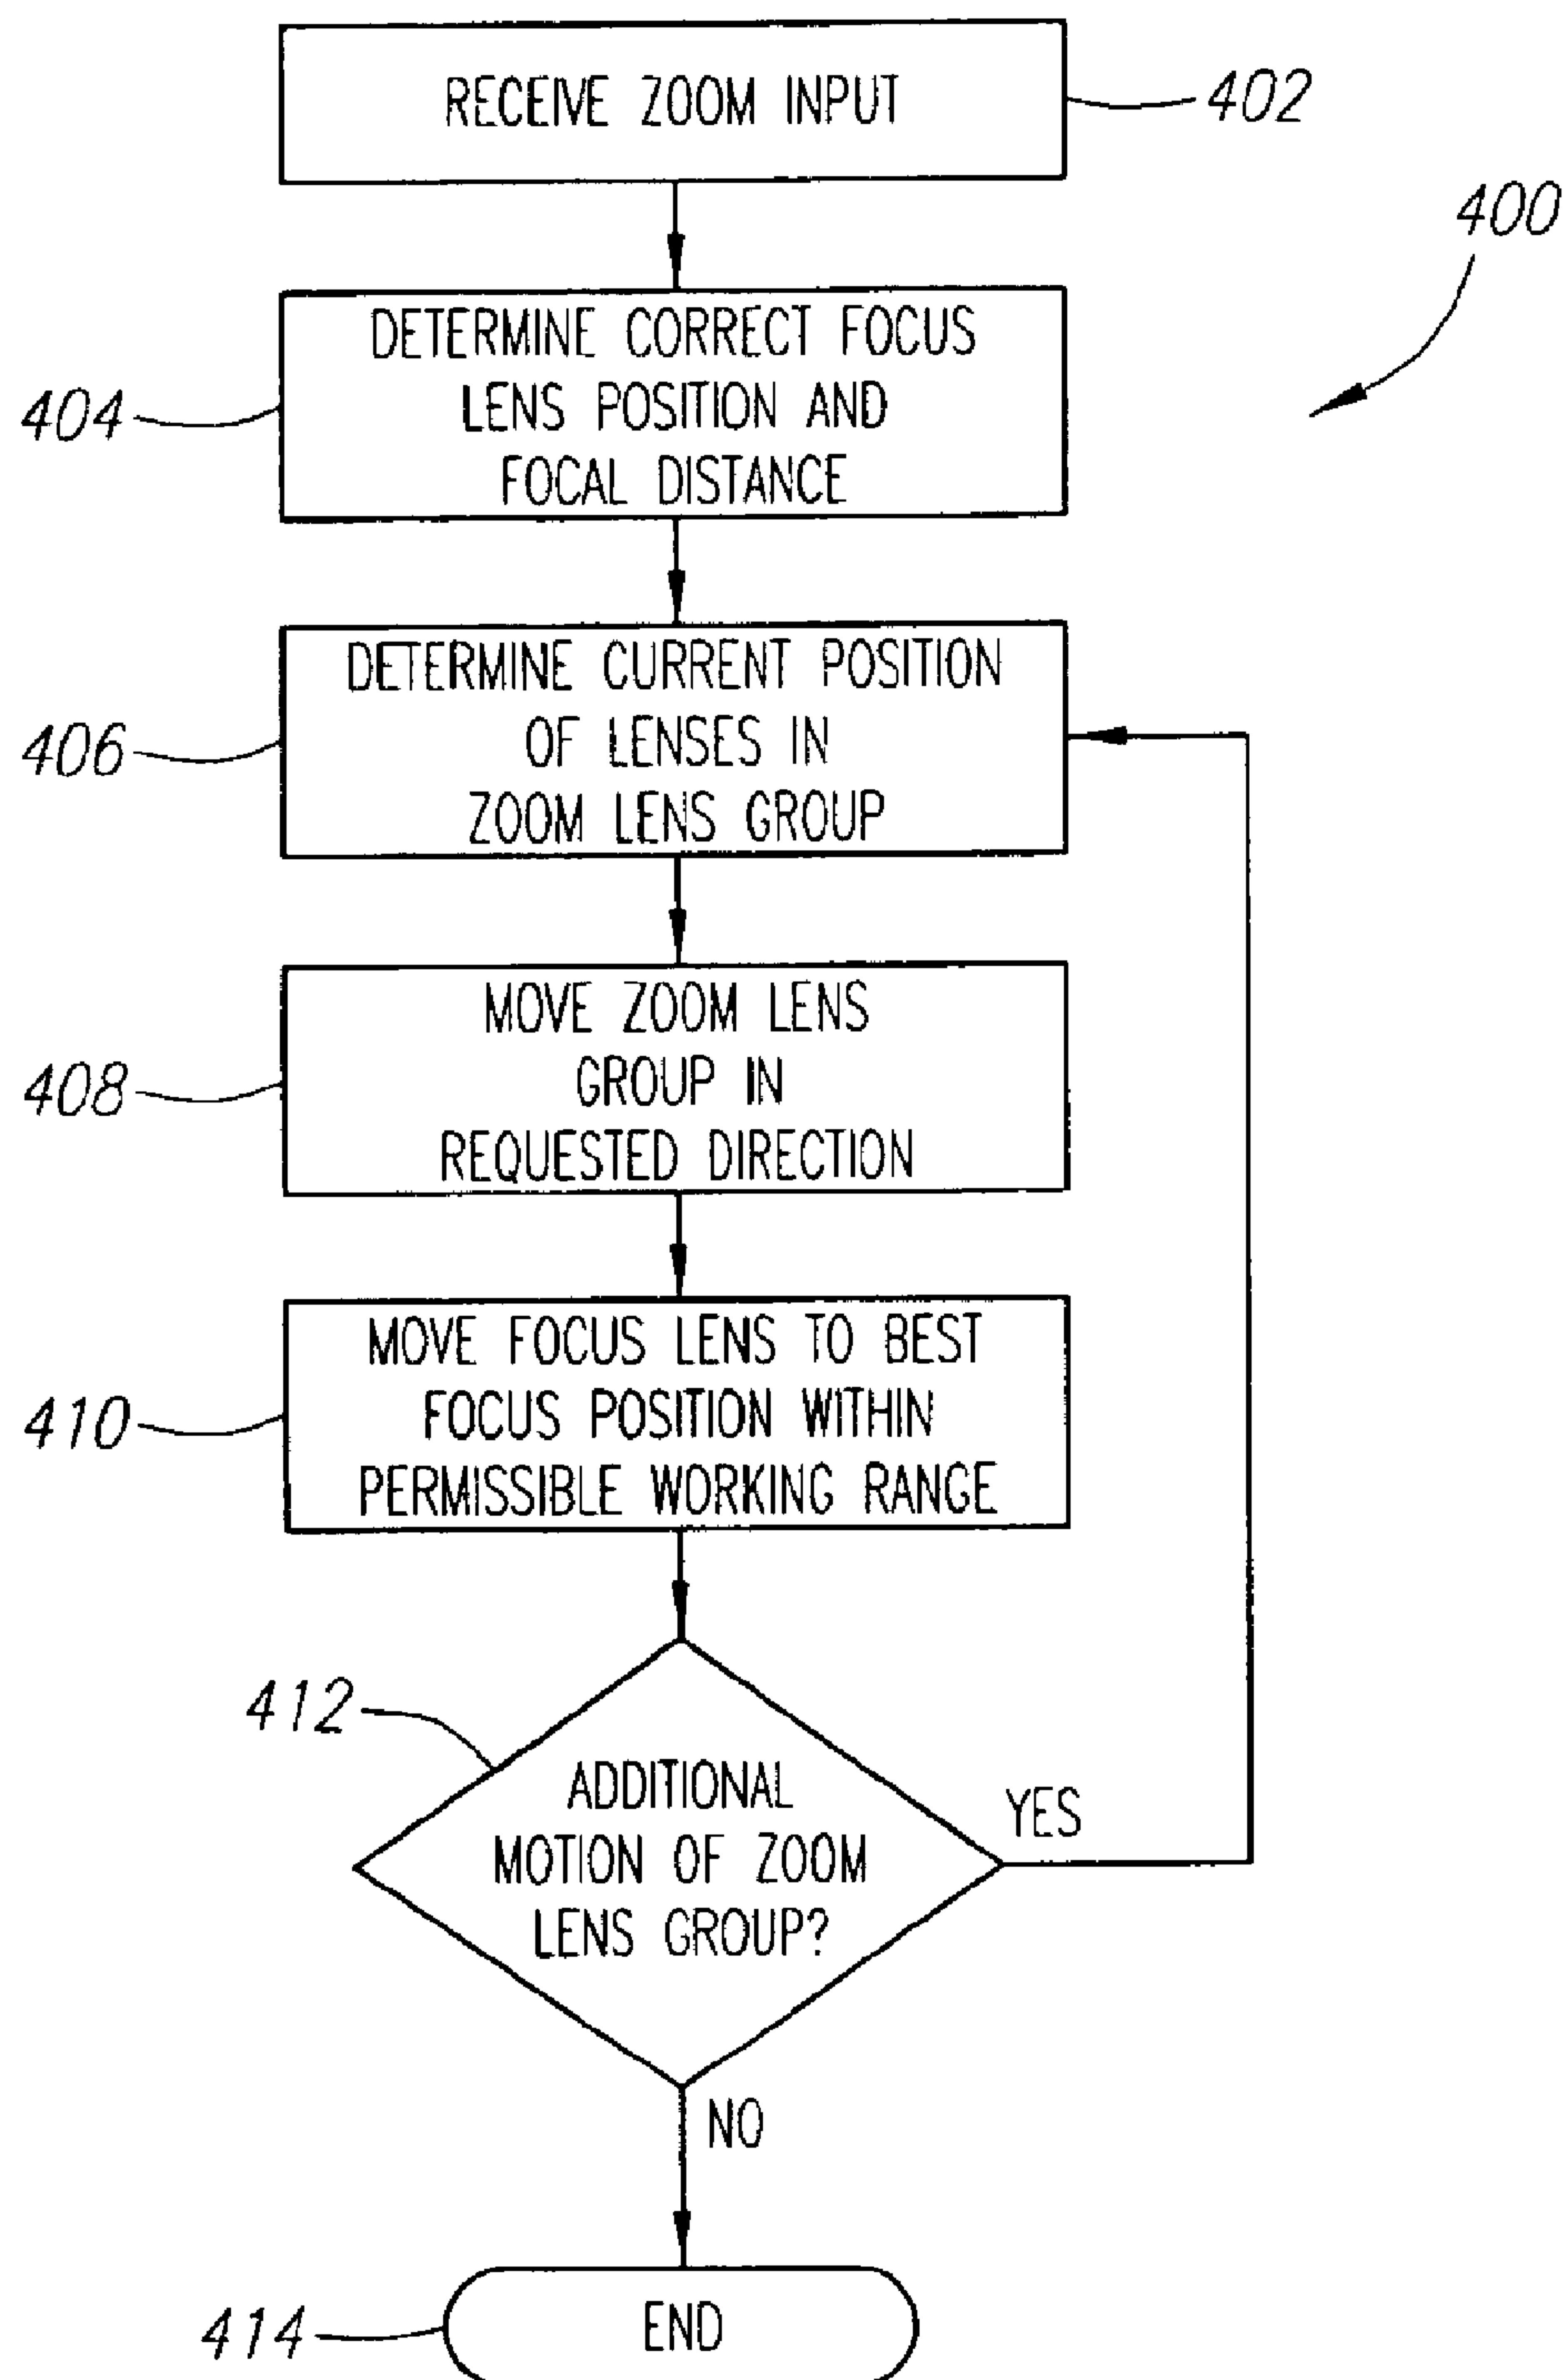 RECEIVE ZOOM INPUT
402
400
DETERMINE CORRECT FOCUS
LENS POSITION AND
FOCAL DISTANCE
404
DETERMINE CURRENT POSITION
OF LENSES IN
ZOOM LENS GROUP
406
MOVE ZOOM LENS
GROUP IN
REQUESTED DIRECTION
408
MOVE FOCUS LENS TO BEST
FOCUS POSITION WITHIN
PERMISSIBLE WORKING RANGE
410
412
ADDITIONAL
MOTION OF ZOOM
LENS GROUP?
YES
NO
END
414